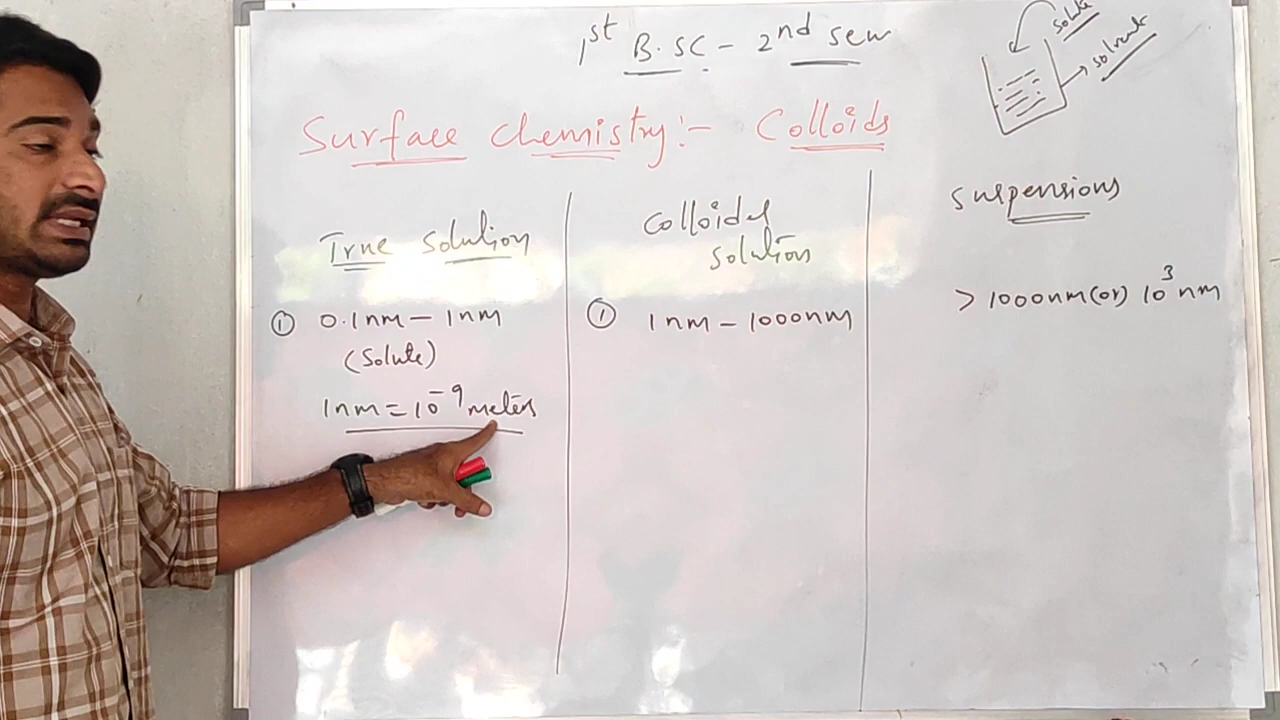 1st B.SC - 2nd sem
solute
solvent
Surface Chemistry:- Colloids
True Solution
① 0.1nm - 1nm
(Solute)
1nm = 10⁻⁹ meters
Colloidal
Solution
① 1nm - 1000nm
Suspensions
> 1000nm (or) 10³ nm